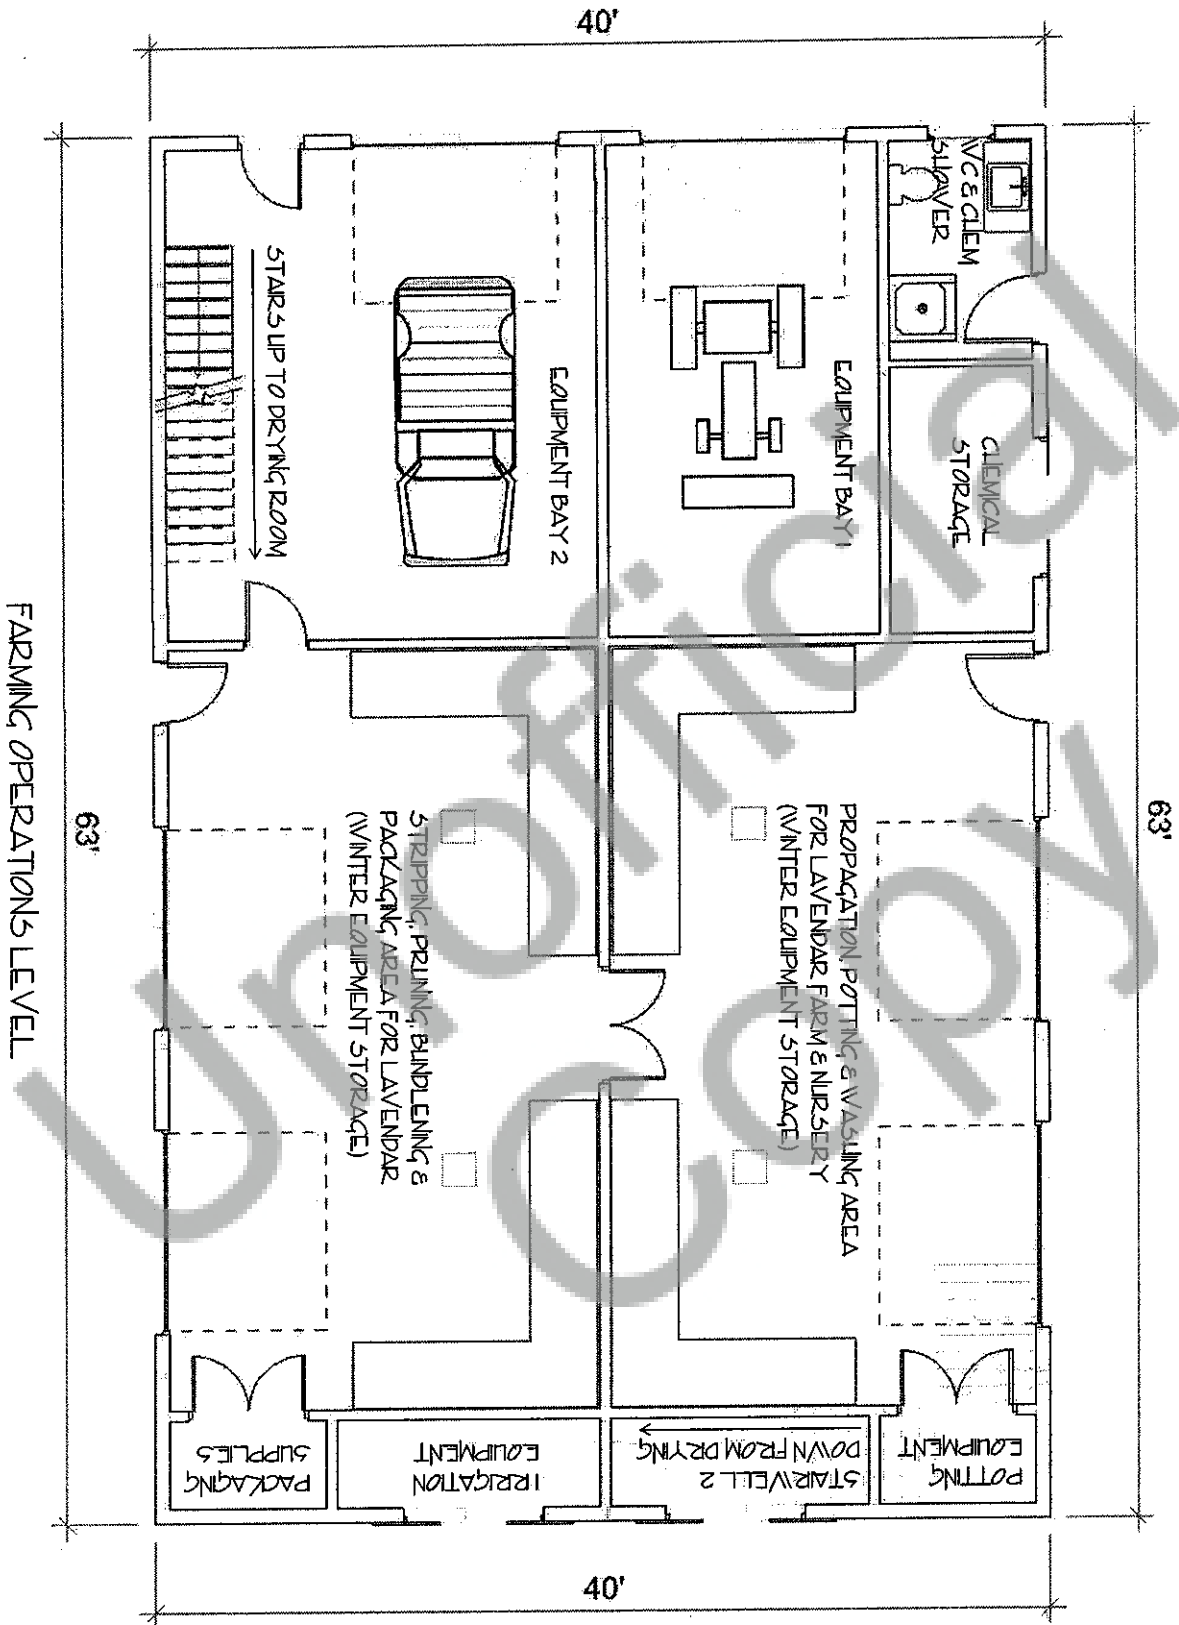 40'
WC & CHEM
SHOWER
STAIRS UP TO DRYING ROOM
EQUIPMENT BAY 2
EQUIPMENT BAY 1
CHEMICAL
STORAGE
63'
63'
FARMING OPERATIONS LEVEL
STRIPPING, PRUNING, BUNDLENING &
PACKAGING AREA FOR LAVENDAR
(WINTER EQUIPMENT STORAGE)
PROPAGATION, POTTING & WASHING AREA
FOR LAVENDAR FARM & NURSERY
(WINTER EQUIPMENT STORAGE)
PACKAGING
SUPPLIES
IRRIGATION
EQUIPMENT
STAIRWELL 2
DOWN FROM DRYING
POTTING
EQUIPMENT
40'
Unofficial
Copy